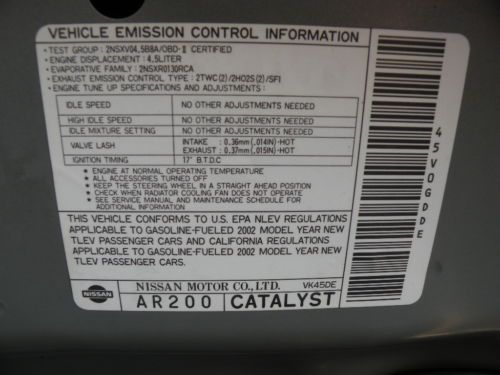 VEHICLE EMISSION CONTROL INFORMATION
• TEST GROUP : 2NSXV04.5B8A/OBD-Ⅱ CERTIFIED
• ENGINE DISPLACEMENT : 4.5LITER
• EVAPORATIVE FAMILY : 2NSXR0130RCA
• EXHAUST EMISSION CONTROL TYPE : 2TWC(2)/2HO2S(2)/SFI
• ENGINE TUNE UP SPECIFICATIONS AND ADJUSTMENTS
IDLE SPEED NO OTHER ADJUSTMENTS NEEDED
HIGH IDLE SPEED NO OTHER ADJUSTMENTS NEEDED
IDLE MIXTURE SETTING NO OTHER ADJUSTMENTS NEEDED
VALVE LASH INTAKE : 0.36mm(.014IN)-HOT
EXHAUST : 0.37mm(.015IN)-HOT
IGNITION TIMING 17° B.T.D.C
* ENGINE AT NORMAL OPERATING TEMPERATURE
* ALL ACCESSORIES TURNED OFF
* KEEP THE STEERING WHEEL IN A STRAIGHT AHEAD POSITION
* CHECK WHEN RADIATOR COOLING FAN DOES NOT OPERATE
* SEE SERVICE MANUAL AND MAINTENANCE SCHEDULE FOR
ADDITIONAL INSTRUCTIONS
THIS VEHICLE CONFORMS TO U.S. EPA NLEV REGULATIONS
APPLICABLE TO GASOLINE-FUELED 2002 MODEL YEAR NEW
TLEV PASSENGER CARS AND CALIFORNIA REGULATIONS
APPLICABLE TO GASOLINE-FUELED 2002 MODEL YEAR NEW
TLEV PASSENGER CARS.
NISSAN
NISSAN MOTOR CO., LTD. VK45DE
AR200 CATALYST
45V0GDDE